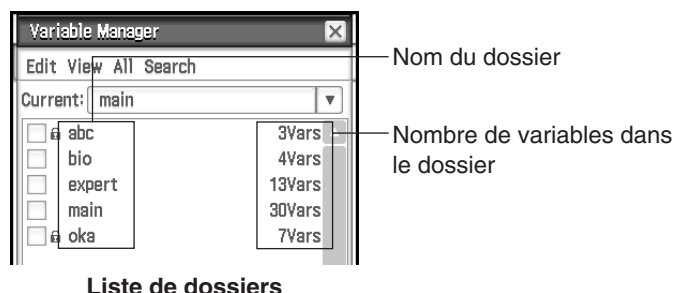 Variable Manager
Edit View All Search
Current: main
abc 3Vars
bio 4Vars
expert 13Vars
main 30Vars
oka 7Vars
Nom du dossier
Nombre de variables dans
le dossier
Liste de dossiers